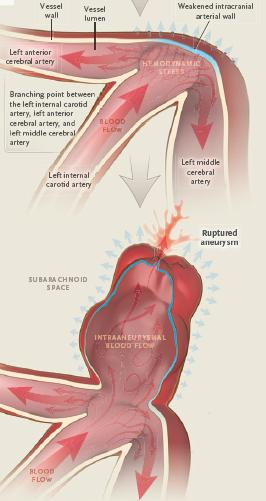 Vessel
wall
Vessel
lumen
Weakened intracranial
arterial wall
Left anterior
cerebral artery
HEMODYNAMIC
STRESS
Branching point between
the left internal carotid
artery, left anterior
cerebral artery, and
left middle cerebral
artery
BLOOD
FLOW
Left internal
carotid artery
Left middle
cerebral
artery
Ruptured
aneurysm
SUBARACHNOID
SPACE
INTRAANEURYSMAL
BLOOD FLOW
BLOOD
FLOW